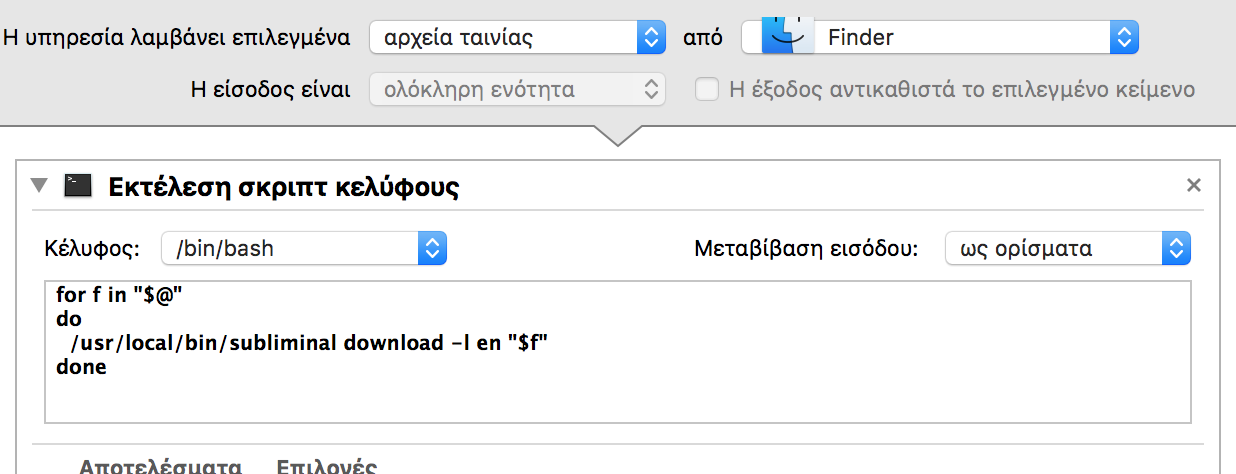 Η υπηρεσία λαμβάνει επιλεγμένα αρχεία ταινίας από Finder
Η είσοδος είναι ολόκληρη ενότητα Η έξοδος αντικαθιστά το επιλεγμένο κείμενο
Εκτέλεση σκριπτ κελύφους
Κέλυφος: /bin/bash Μεταβίβαση εισόδου: ως ορίσματα
for f in "$@"
do
/usr/local/bin/subliminal download -l en "$f"
done
Αποτελέσματα Επιλογές